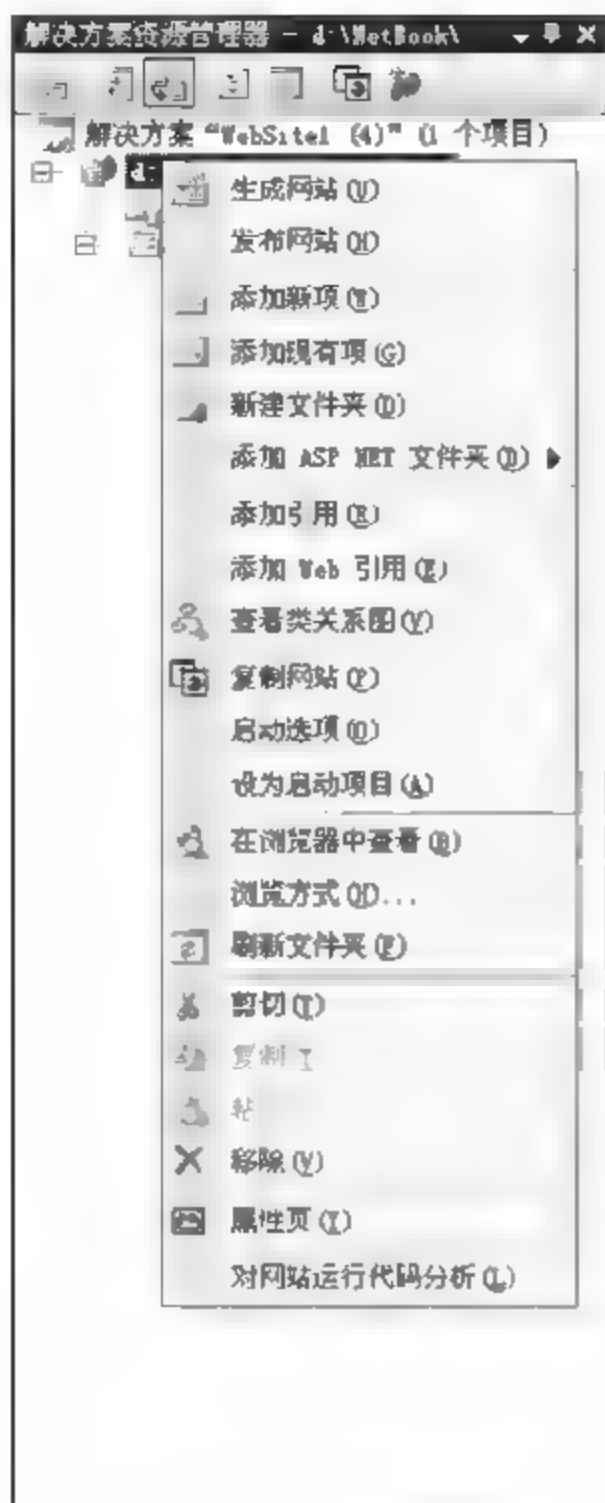 解决方案资源管理器 - d:\NetBook\
解决方案 "WebSite1 (4)" (1 个项目)
d:
生成网站(U)
发布网站(H)
添加新项(W)
添加现有项(G)
新建文件夹(D)
添加 ASP NET 文件夹(D)
添加引用(R)
添加 Web 引用(E)
查看类关系图(V)
复制网站(P)
启动选项(O)
设为启动项目(A)
在浏览器中查看(B)
浏览方式(H)...
刷新文件夹(F)
剪切(T)
复制
粘
移除(V)
属性页(I)
对网站运行代码分析(L)